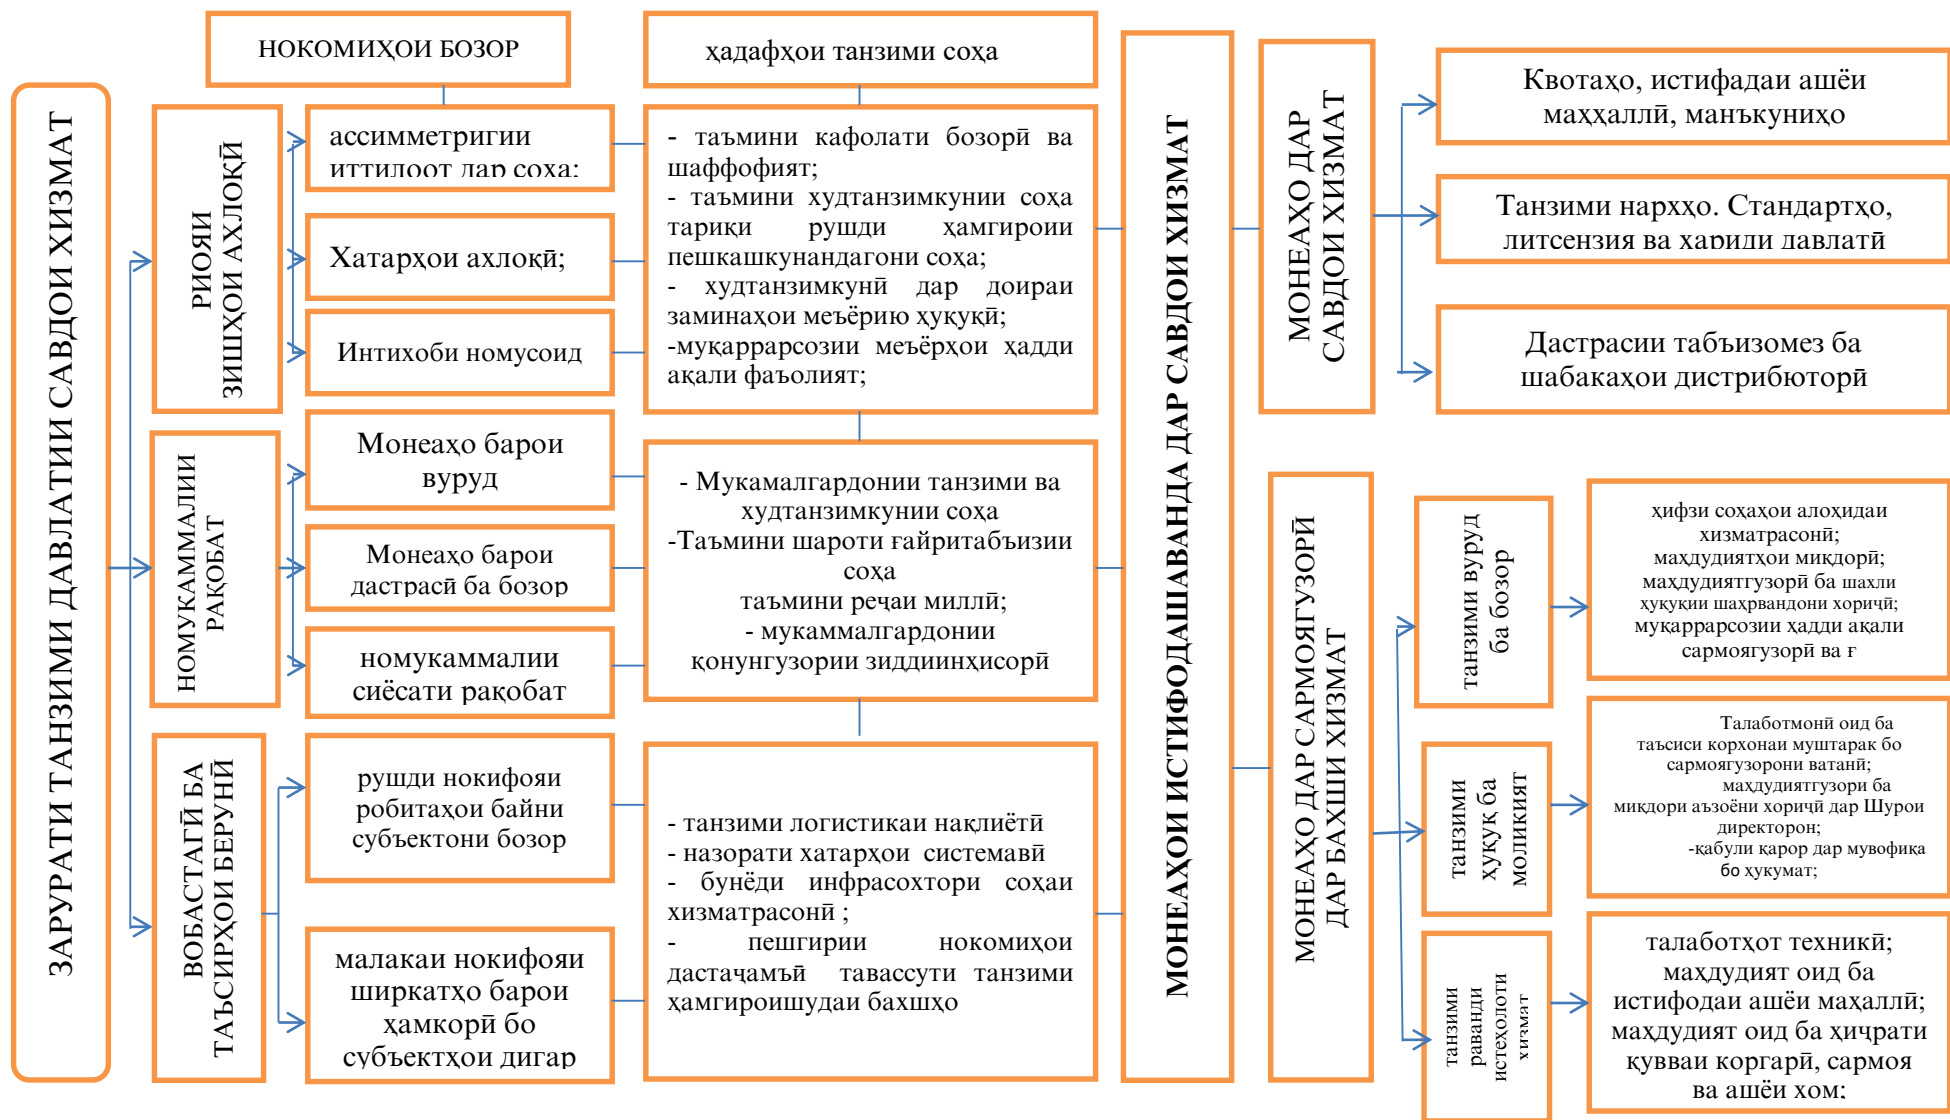 ЗАРУРАТИ ТАНЗИМИ ДАВЛАТИИ САВДОИ ХИЗМАТ
НОКОМИҲОИ БОЗОР
ҳадафҳои танзими соҳа
РИОЯИ
ЗИШҲОИ АХЛОҚӢ
ассимметригии
иттилоот дар соҳа;
Хатарҳои ахлоқӣ;
Интихоби номусоид
- таъмини кафолати бозорӣ ва
шаффофият;
- таъмини худтанзимкунии соҳа
тариқи рушди ҳамгироии
пешкашкунандагони соҳа;
- худтанзимкунӣ дар доираи
заминаҳои меъёрию ҳуқуқӣ;
-муқаррарсозии меъёрҳои ҳадди
ақали фаъолият;
НОМУКАММАЛИИ
РАҚОБАТ
Монеаҳо барои
вуруд
Монеаҳо барои
дастрасӣ ба бозор
номукаммалии
сиёсати рақобат
- Мукамалгардонии танзими ва
худтанзимкунии соҳа
-Таъмини шароти ғайритабъизии
соҳа
таъмини реҷаи миллӣ;
- мукаммалгардонии
қонунгузории зиддиинҳисорӣ
ВОБАСТАГӢ БА
ТАЪСИРҲОИ БЕРУНӢ
рушди нокифояи
робитаҳои байни
субъектони бозор
малакаи нокифояи
ширкатҳо барои
ҳамкорӣ бо
субъектҳои дигар
- танзими логистикаи нақлиётӣ
- назорати хатарҳои системавӣ
- бунёди инфрасохтори соҳаи
хизматрасонӣ ;
- пешгирии нокомиҳои
дастаҷамъӣ тавассути танзими
ҳамгироишудаи бахшҳо
МОНЕАҲОИ ИСТИФОДАШАВАНДА ДАР САВДОИ ХИЗМАТ
МОНЕАҲО ДАР
САВДОИ ХИЗМАТ
Квотаҳо, истифадаи ашёи
маҳҳаллӣ, манъкуниҳо
Танзими нархҳо. Стандартҳо,
литсензия ва хариди давлатӣ
Дастрасии табъизомез ба
шабакаҳои дистрибюторӣ
МОНЕАҲО ДАР САРМОЯГУЗОРӢ
ДАР БАХШИ ХИЗМАТ
танзими вуруд
ба бозор
ҳифзи соҳаҳои алоҳидаи
хизматрасонӣ;
маҳдудиятҳои миқдорӣ;
маҳдудиятгузорӣ ба шахли
ҳуқуқии шаҳрвандони хориҷӣ;
муқаррарсозии ҳадди ақали
сармоягузорӣ ва ғ
танзими
ҳуқуқ ба
моликият
Талаботмонӣ оид ба
таъсиси корхонаи муштарак бо
сармоягузорони ватанӣ;
маҳдудиятгузори ба
миқдори аъзоёни хориҷӣ дар Шурои
директорон;
-қабули қарор дар мувофиқа
бо ҳукумат;
танзими
раванди
истеҳолоти
хизмат
талаботҳот техникӣ;
маҳдудият оид ба
истифодаи ашёи маҳаллӣ;
маҳдудият оид ба ҳиҷрати
қувваи коргарӣ, сармоя
ва ашёи хом;